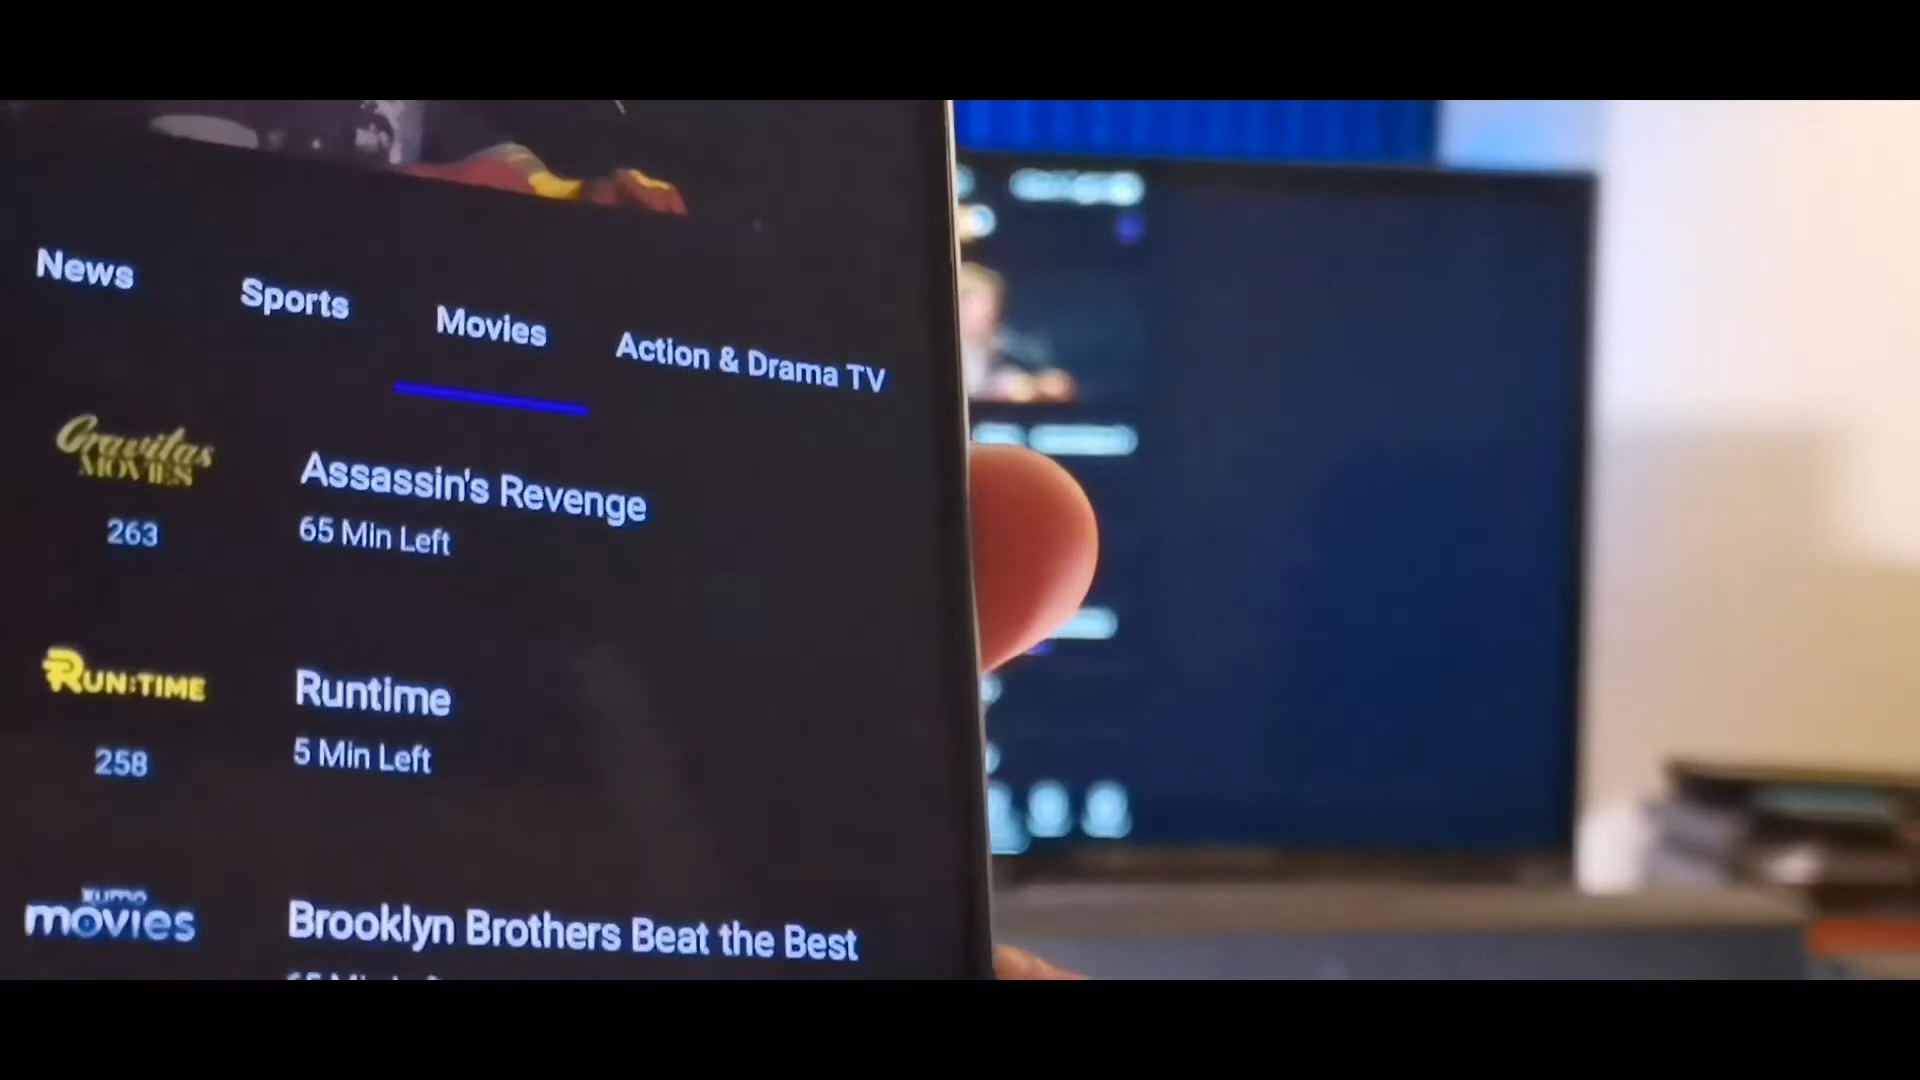 News
Sports
Movies
Action & Drama TV
Gravitas
MOVIES
263
Assassin's Revenge
65 Min Left
RUN:TIME
258
Runtime
5 Min Left
xumo
movies
Brooklyn Brothers Beat the Best